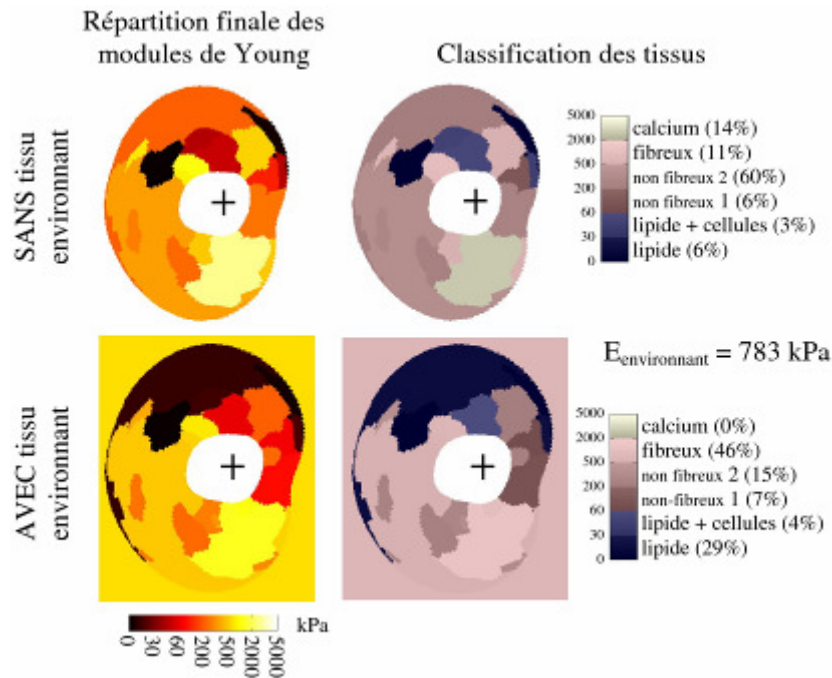 Répartition finale des
modules de Young
Classification des tissus
SANS tissu
environnant
5000
2000
500
200
60
30
0
calcium (14%)
fibreux (11%)
non fibreux 2 (60%)
non fibreux 1 (6%)
lipide + cellules (3%)
lipide (6%)
AVEC tissu
environnant
E environnant = 783 kPa
5000
2000
500
200
60
30
0
calcium (0%)
fibreux (46%)
non fibreux 2 (15%)
non-fibreux 1 (7%)
lipide + cellules (4%)
lipide (29%)
kPa
0
30
60
200
500
2000
5000